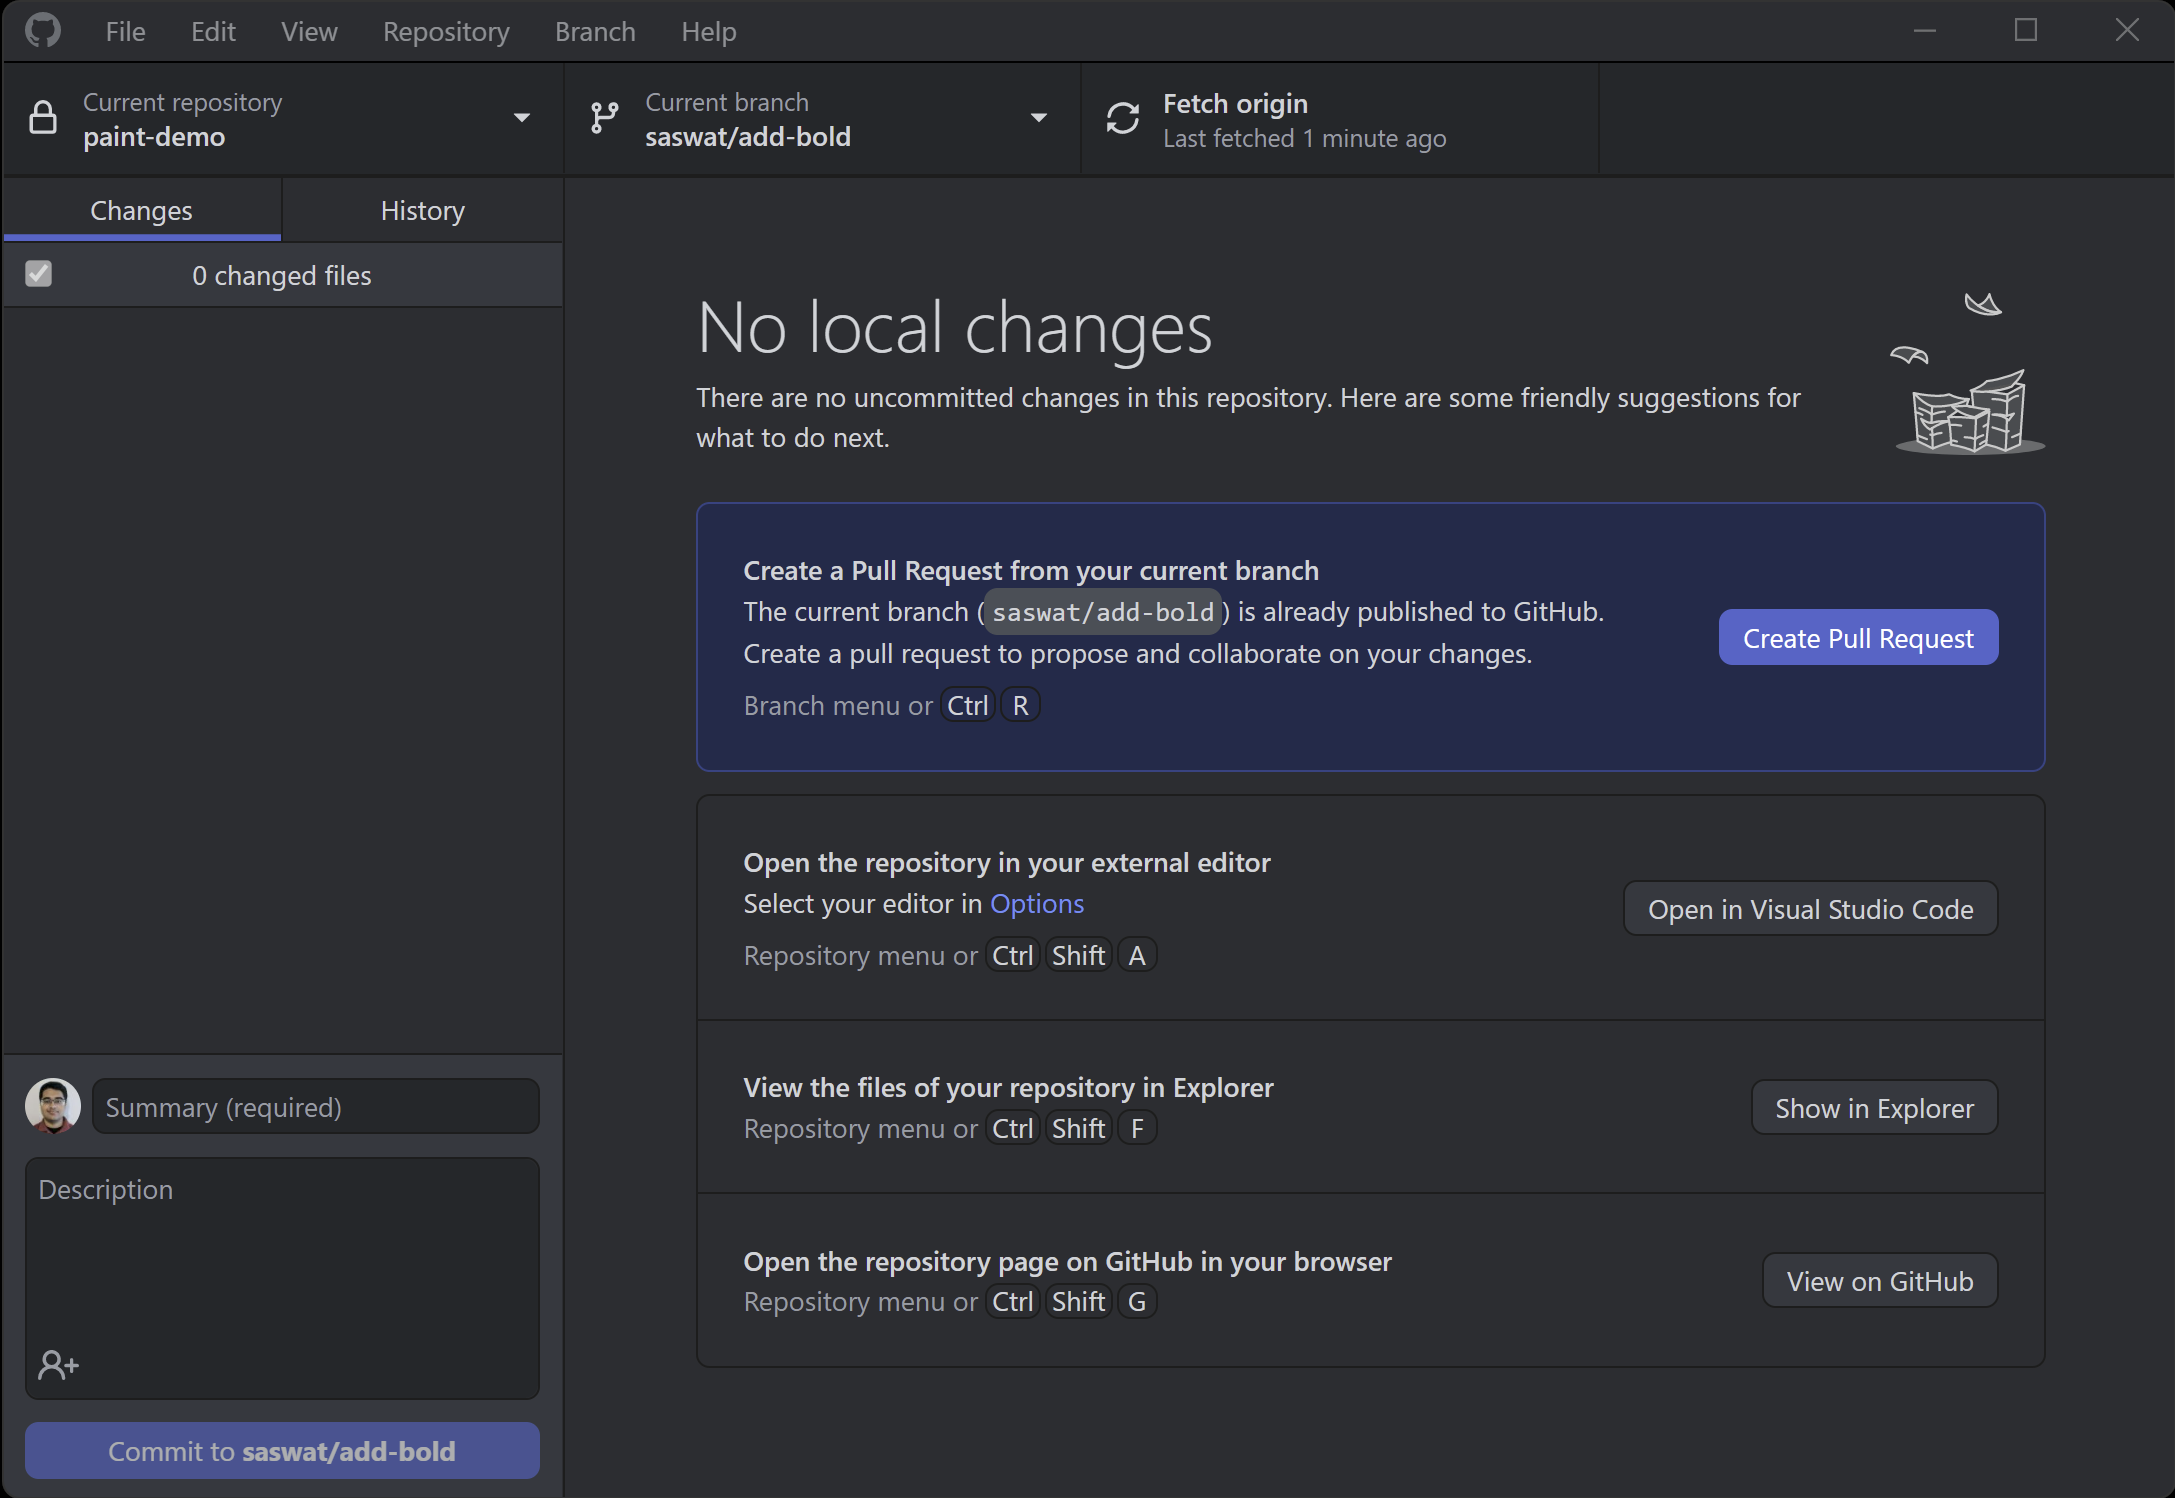 File Edit View Repository Branch Help
Current repository
paint-demo
Current branch
saswat/add-bold
Fetch origin
Last fetched 1 minute ago
Changes
History
0 changed files
No local changes
There are no uncommitted changes in this repository. Here are some friendly suggestions for
what to do next.
Create a Pull Request from your current branch
The current branch (saswat/add-bold) is already published to GitHub.
Create a pull request to propose and collaborate on your changes.
Branch menu or Ctrl R
Create Pull Request
Open the repository in your external editor
Select your editor in Options
Repository menu or Ctrl Shift A
Open in Visual Studio Code
View the files of your repository in Explorer
Repository menu or Ctrl Shift F
Show in Explorer
Open the repository page on GitHub in your browser
Repository menu or Ctrl Shift G
View on GitHub
Summary (required)
Description
Commit to saswat/add-bold